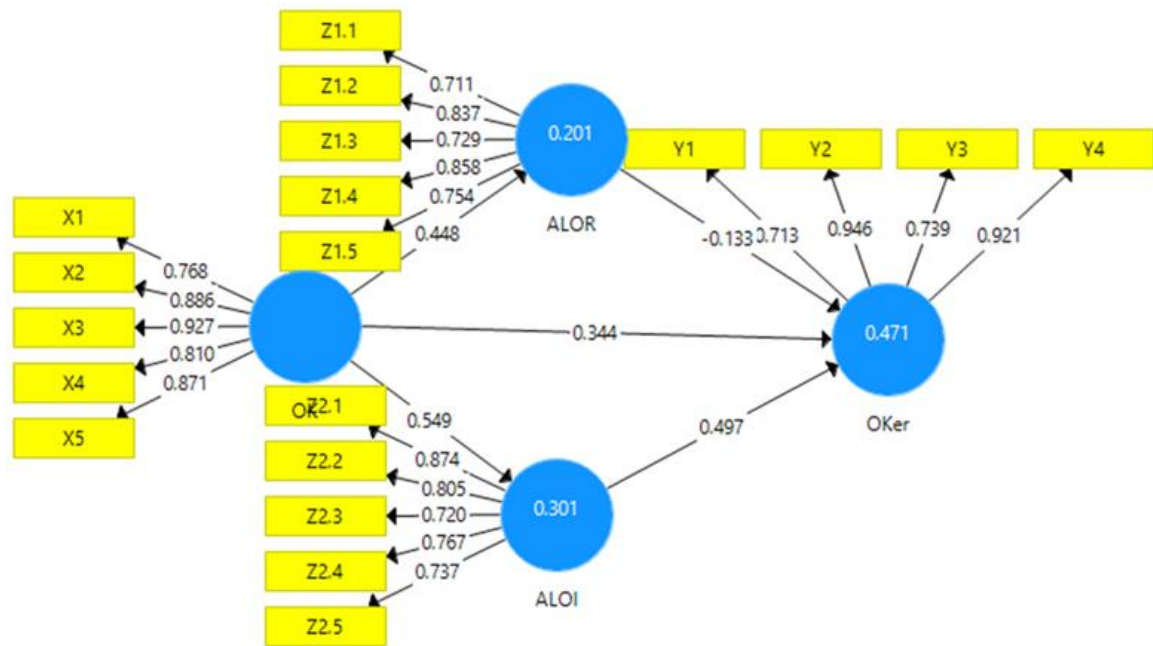 Z1.1
Z1.2
Z1.3
Z1.4
Z1.5
0.711
0.837
0.729
0.858
0.754
0.448
0.201
ALOR
Y1
Y2
Y3
Y4
-0.133
0.713
0.946
0.739
0.921
X1
X2
X3
X4
X5
0.768
0.886
0.927
0.810
0.871
OK
0.344
0.471
OKer
Z2.1
Z2.2
Z2.3
Z2.4
Z2.5
0.549
0.874
0.805
0.720
0.767
0.737
0.301
ALOI
0.497